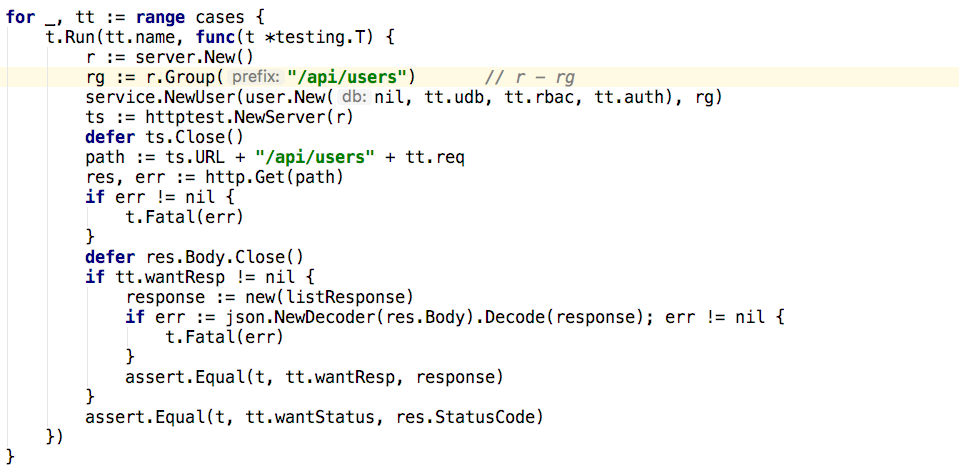 for _, tt := range cases {
    t.Run(tt.name, func(t *testing.T) {
        r := server.New()
        rg := r.Group( prefix: "/api/users")       // r - rg
        service.NewUser(user.New( db: nil, tt.udb, tt.rbac, tt.auth), rg)
        ts := httptest.NewServer(r)
        defer ts.Close()
        path := ts.URL + "/api/users" + tt.req
        res, err := http.Get(path)
        if err != nil {
            t.Fatal(err)
        }
        defer res.Body.Close()
        if tt.wantResp != nil {
            response := new(listResponse)
            if err := json.NewDecoder(res.Body).Decode(response); err != nil {
                t.Fatal(err)
            }
            assert.Equal(t, tt.wantResp, response)
        }
        assert.Equal(t, tt.wantStatus, res.StatusCode)
    })
}